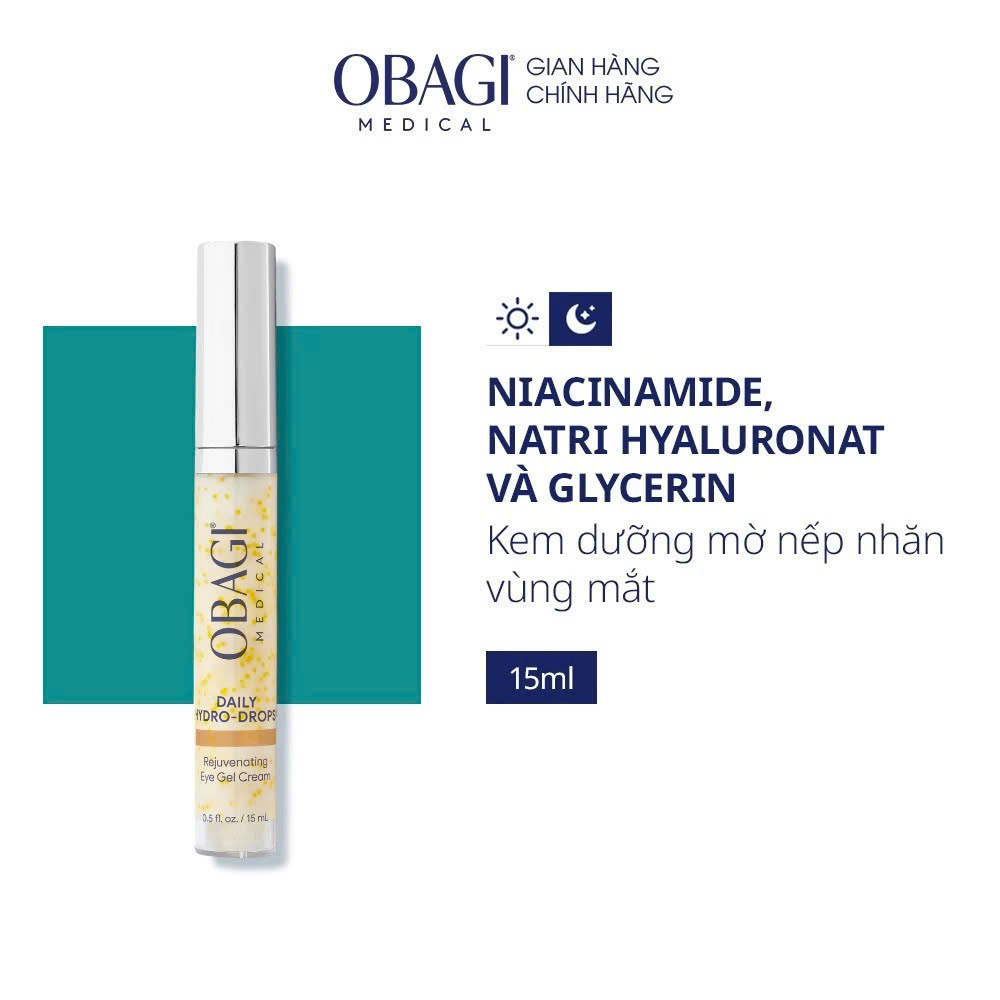 OBAGI®
MEDICAL
GIAN HÀNG
CHÍNH HÃNG
NIACINAMIDE,
NATRI HYALURONAT
VÀ GLYCERIN
Kem dưỡng mờ nếp nhăn
vùng mắt
15ml
OBAGI®
MEDICAL
DAILY
HYDRO-DROPS®
Rejuvenating
Eye Gel Cream
0.5 fl. oz. / 15 mL